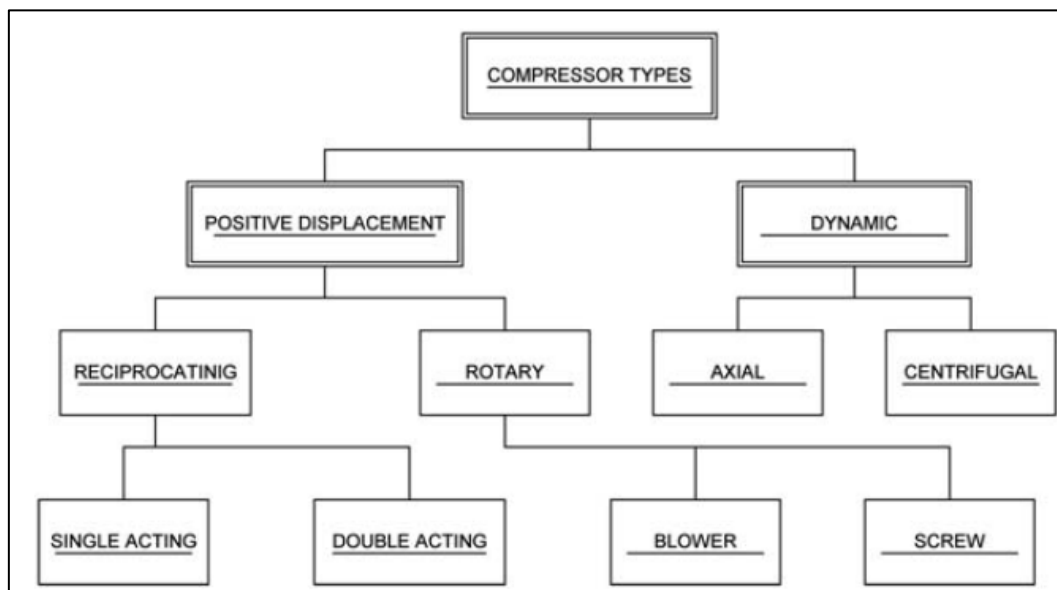 COMPRESSOR TYPES
POSITIVE DISPLACEMENT
DYNAMIC
RECIPROCATINIG
ROTARY
AXIAL
CENTRIFUGAL
SINGLE ACTING
DOUBLE ACTING
BLOWER
SCREW